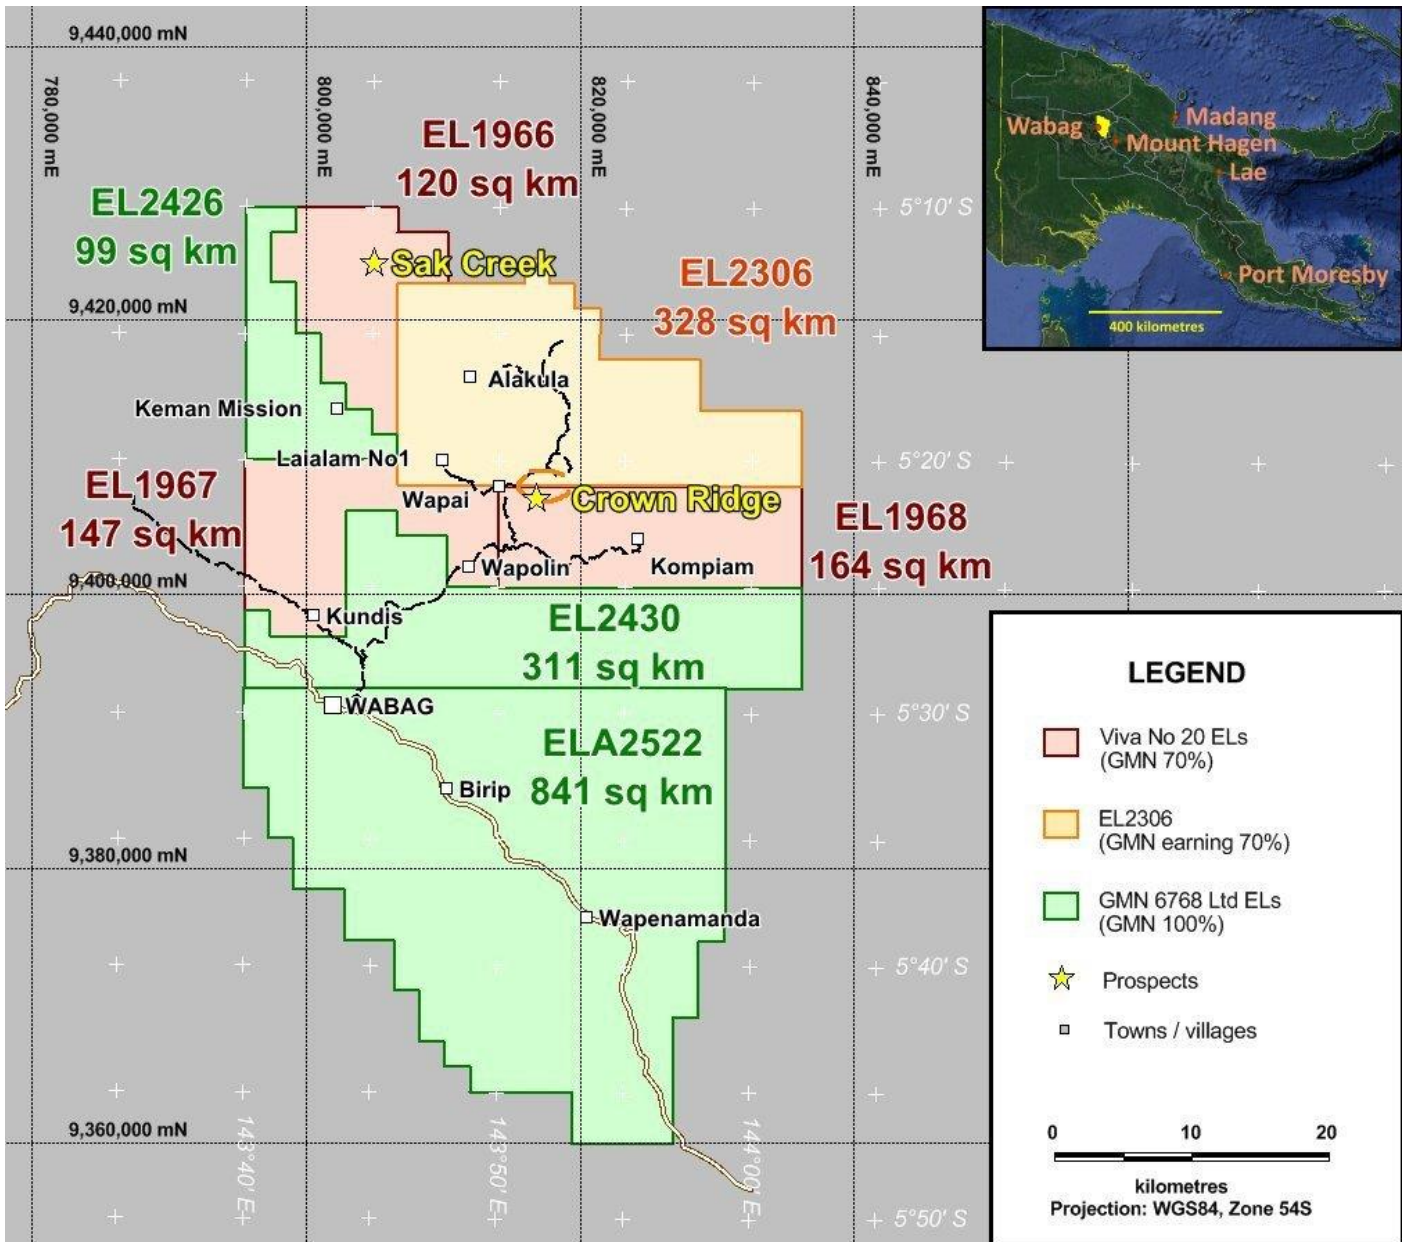 9,440,000 mN
780,000 mE
800,000 mE
820,000 mE
840,000 mE
Wabag
Madang
Mount Hagen
Lae
Port Moresby
400 kilometres
EL1966
120 sq km
EL2426
99 sq km
5°10' S
Sak Creek
EL2306
328 sq km
9,420,000 mN
Alakula
Keman Mission
Laialam No1
5°20' S
EL1967
147 sq km
Wapai
Crown Ridge
EL1968
164 sq km
Wapolin
Kompiam
9,400,000 mN
Kundis
EL2430
311 sq km
WABAG
5°30' S
ELA2522
841 sq km
Birip
9,380,000 mN
Wapenamanda
5°40' S
9,360,000 mN
143°40' E
143°50' E
144°00' E
5°50' S
LEGEND
Viva No 20 ELs
(GMN 70%)
EL2306
(GMN earning 70%)
GMN 6768 Ltd ELs
(GMN 100%)
Prospects
Towns / villages
0 10 20
kilometres
Projection: WGS84, Zone 54S